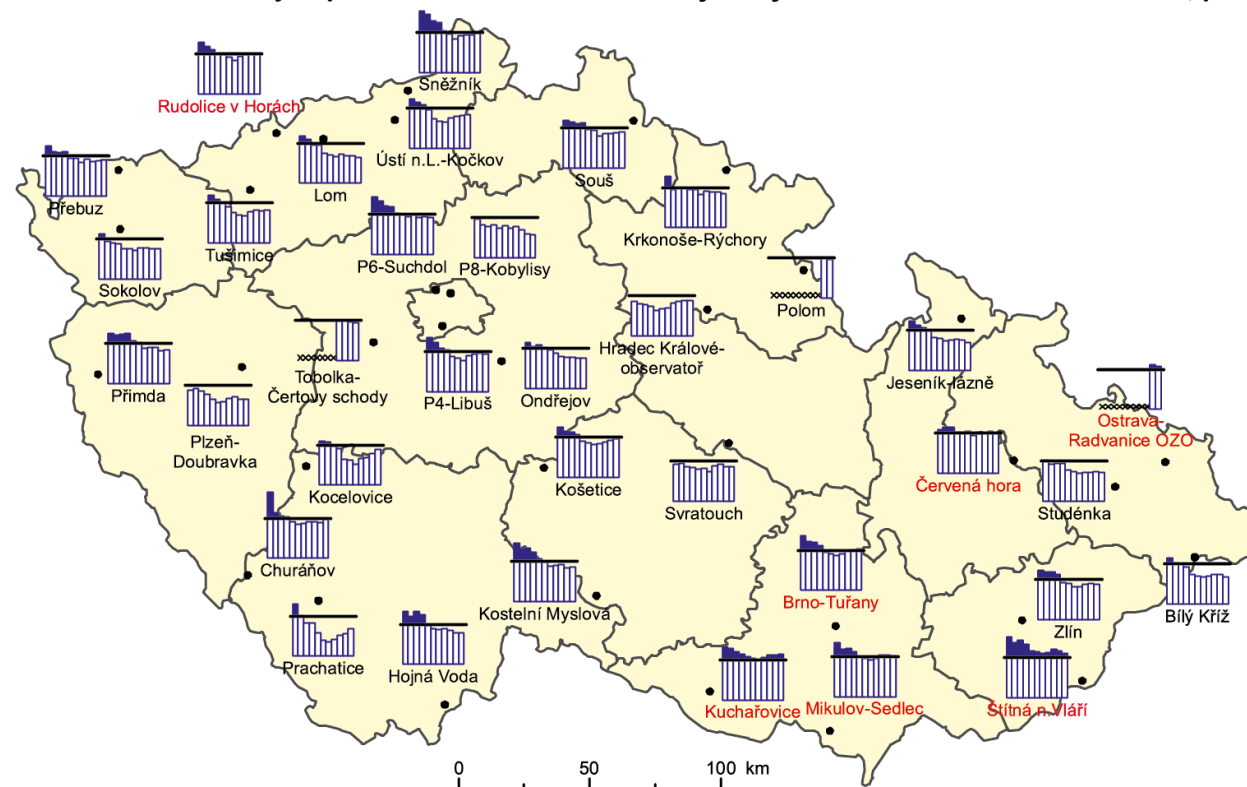 Sněžník
Rudolice v Horách
Ústí n.L.-Kočkov
Souš
Lom
Přebuz
Krkonoše-Rýchory
Tušimice
P6-Suchdol
P8-Kobylisy
Sokolov
Polom
Hradec Králové-
observatoř
Tobolka-
Čertovy schody
Jeseník-lázně
Přimda
P4-Libuš
Ondřejov
Ostrava-
Radvanice OZO
Plzeň-
Doubravka
Kocelovice
Košetice
Svratouch
Červená hora
Studénka
Churáňov
Kostelní Myslová
Brno-Tuřany
Bílý Kříž
Zlín
Prachatice
Hojná Voda
Kuchařovice
Mikulov-Sedlec
Štítná n.Vláří
0 50 100 km